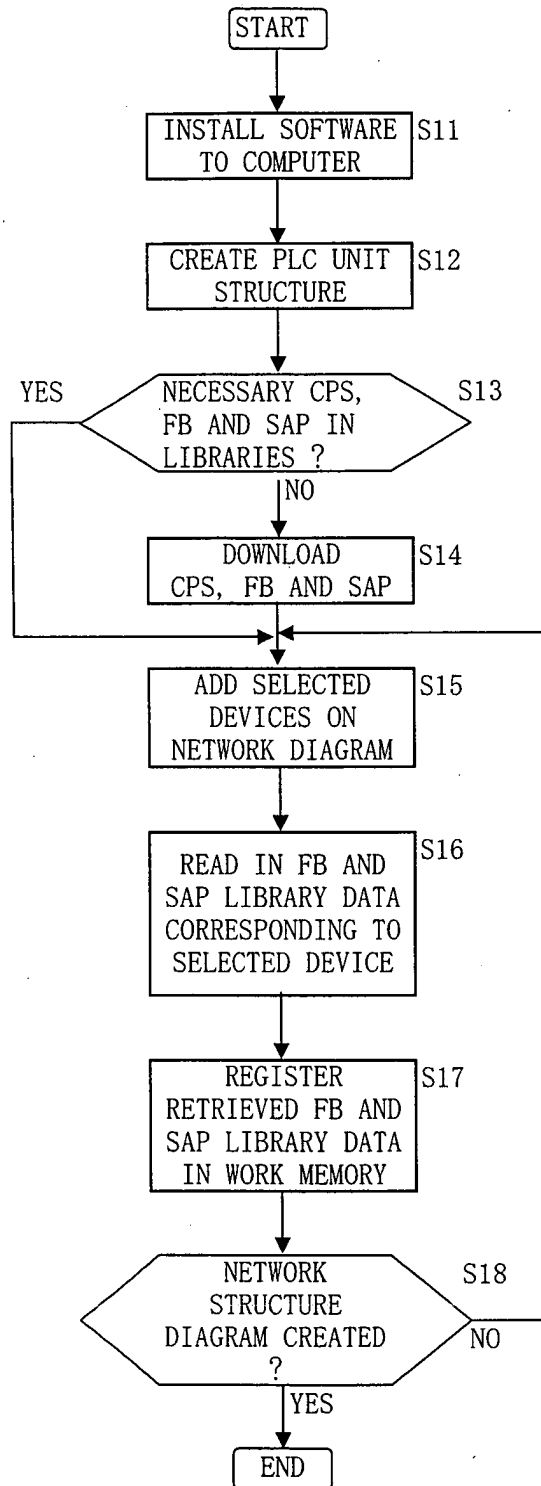 START
INSTALL SOFTWARE
TO COMPUTER
S11
CREATE PLC UNIT
STRUCTURE
S12
YES
NECESSARY CPS,
FB AND SAP IN
LIBRARIES ?
S13
NO
DOWNLOAD
CPS, FB AND SAP
S14
ADD SELECTED
DEVICES ON
NETWORK DIAGRAM
S15
READ IN FB AND
SAP LIBRARY DATA
CORRESPONDING TO
SELECTED DEVICE
S16
REGISTER
RETRIEVED FB AND
SAP LIBRARY DATA
IN WORK MEMORY
S17
NETWORK
STRUCTURE
DIAGRAM CREATED
?
S18
NO
YES
END